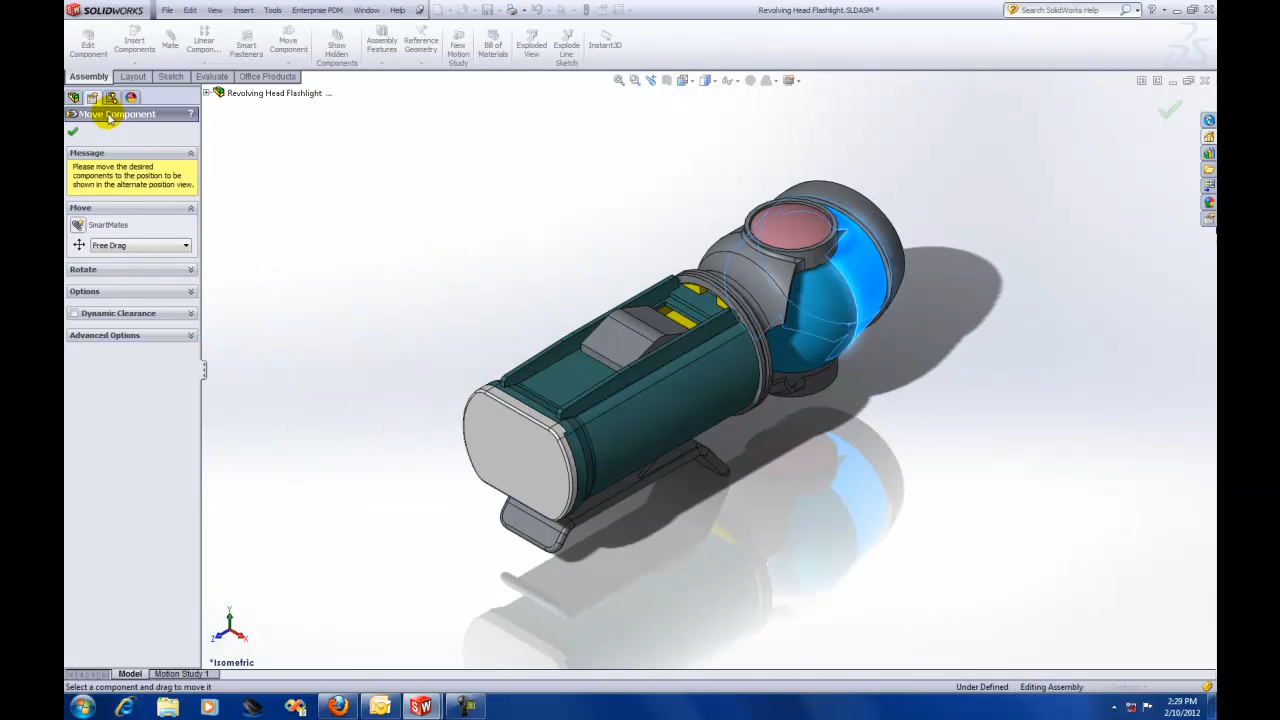 SOLIDWORKS File Edit View Insert Tools Enterprise PDM Window Help Revolving Head Flashlight.SLDASM * Search SolidWorks Help
Edit Component
Insert Components
Mate
Linear Compon...
Smart Fasteners
Move Component
Show Hidden Components
Assembly Features
Reference Geometry
New Motion Study
Bill of Materials
Exploded View
Explode Line Sketch
Instant3D
Assembly Layout Sketch Evaluate Office Products
Revolving Head Flashlight ...
Move Component ?
Message
Please move the desired
components to the position to be
shown in the alternate position view.
Move
SmartMates
Free Drag
Rotate
Options
Dynamic Clearance
Advanced Options
Y
Z X
*Isometric
Model Motion Study 1
Select a component and drag to move it Under Defined Editing Assembly
2:29 PM
2/10/2012